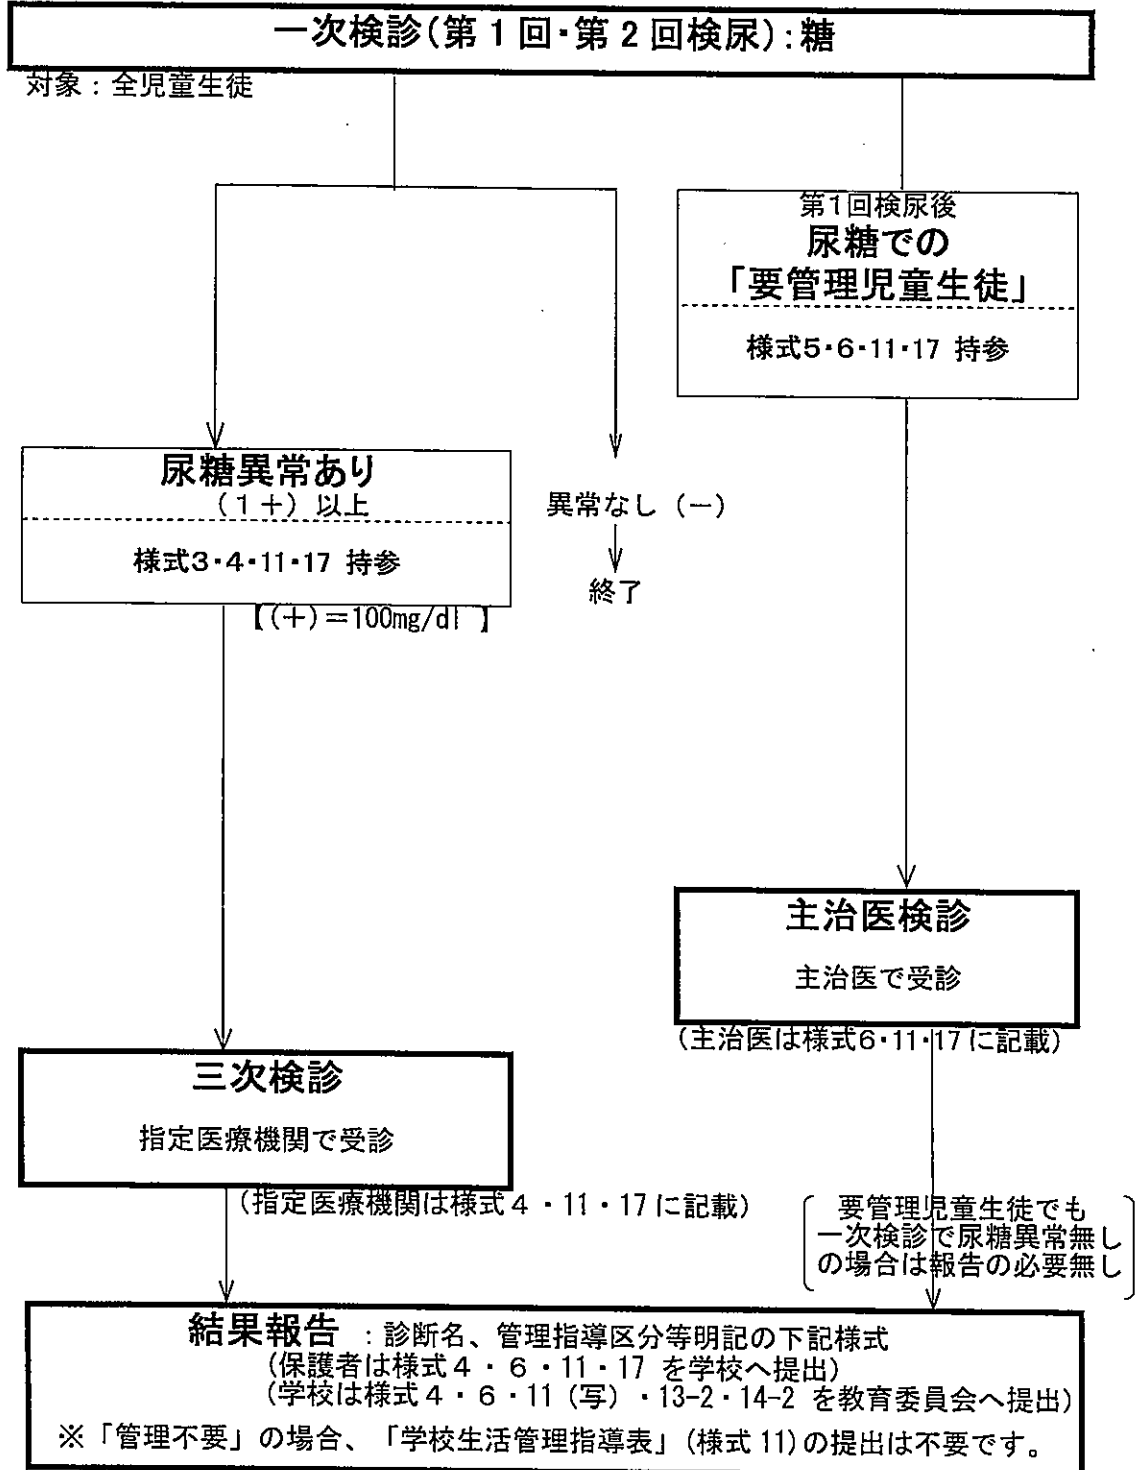 一次検診(第1回・第2回検尿):糖
対象：全児童生徒
第1回検尿後
尿糖での
「要管理児童生徒」
様式5・6・11・17 持参
尿糖異常あり
(1+) 以上
様式3・4・11・17 持参
【(+)=100mg/dl 】
異常なし (－)
終了
主治医検診
主治医で受診
(主治医は様式6・11・17に記載)
三次検診
指定医療機関で受診
(指定医療機関は様式4・11・17に記載)
要管理児童生徒でも
一次検診で尿糖異常無し
の場合は報告の必要無し
結果報告 ：診断名、管理指導区分等明記の下記様式
(保護者は様式4・6・11・17 を学校へ提出)
(学校は様式4・6・11(写)・13-2・14-2 を教育委員会へ提出)
※「管理不要」の場合、「学校生活管理指導表」(様式11)の提出は不要です。